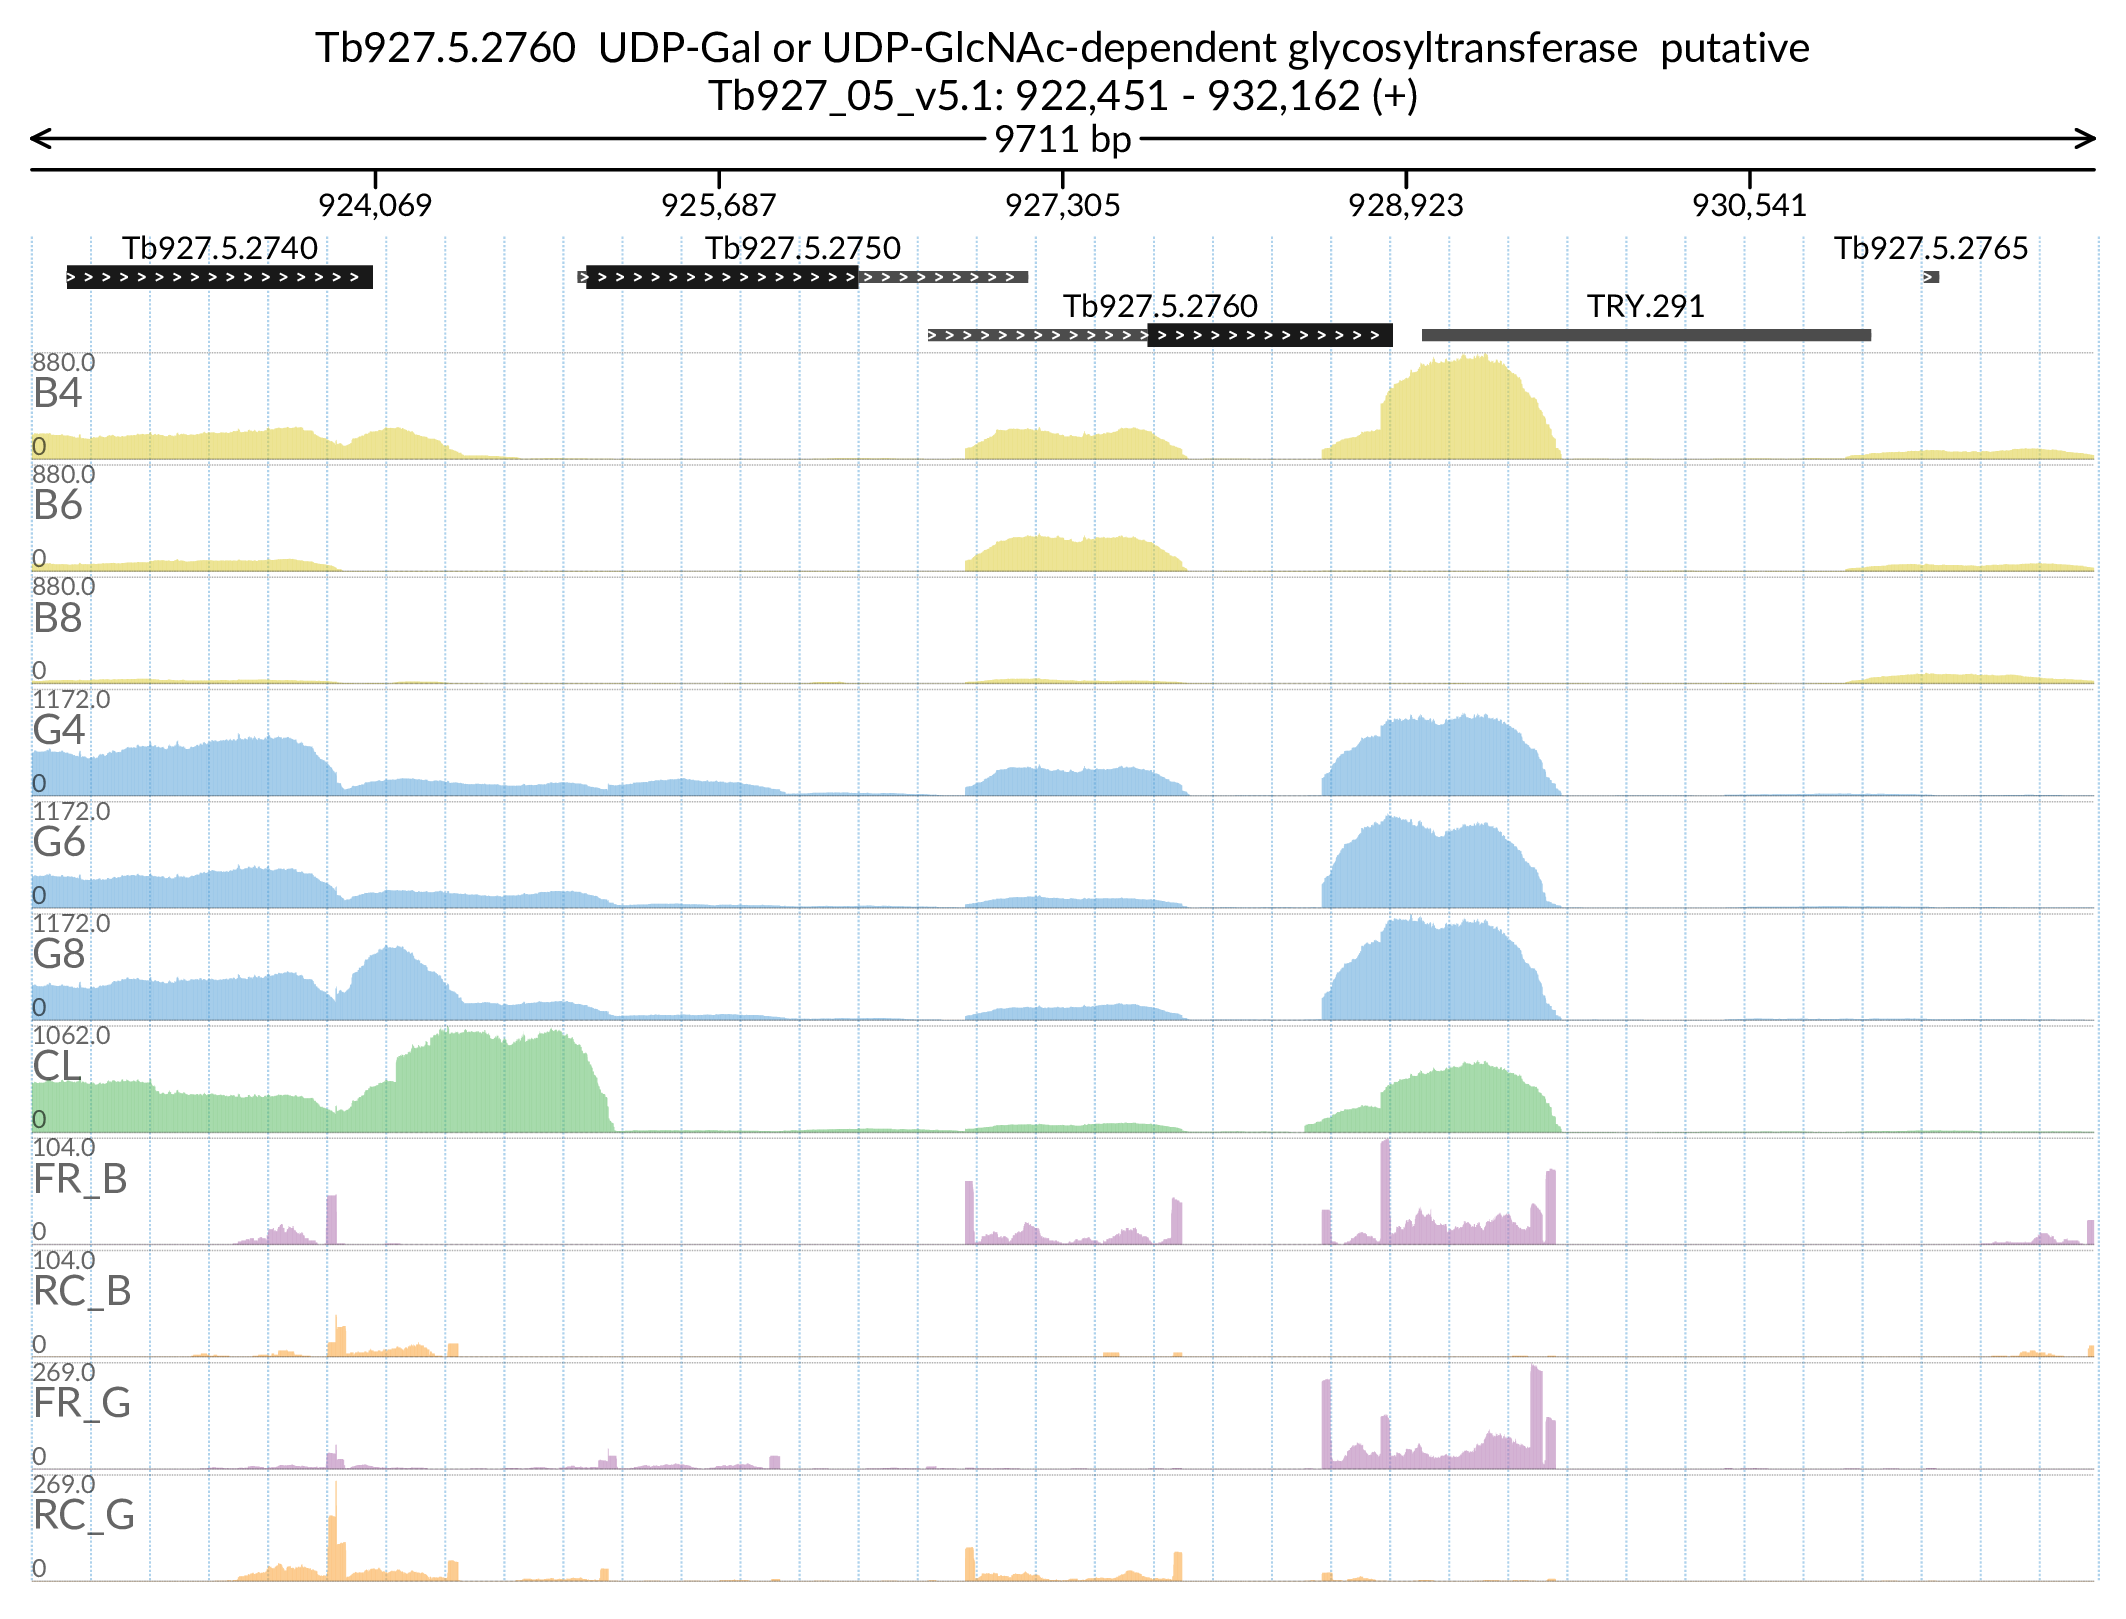 Tb927.5.2760  UDP-Gal or UDP-GlcNAc-dependent glycosyltransferase  putative
Tb927_05_v5.1: 922,451 - 932,162 (+)
9711 bp
924,069 925,687 927,305 928,923 930,541
Tb927.5.2740 Tb927.5.2750 Tb927.5.2765
Tb927.5.2760 TRY.291
880.0
B4
0
880.0
B6
0
880.0
B8
0
1172.0
G4
0
1172.0
G6
0
1172.0
G8
0
1062.0
CL
0
104.0
FR_B
0
104.0
RC_B
0
269.0
FR_G
0
269.0
RC_G
0